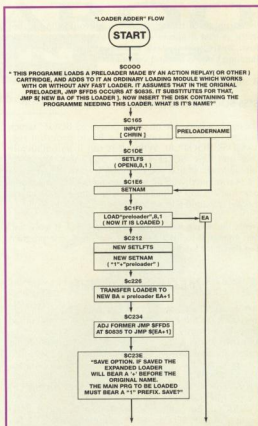 "LOADER ADDER" FLOW
START
$C000
" THIS PROGRAME LOADS A PRELOADER MADE BY AN ACTION REPLAY( OR OTHER )
CARTRIDGE, AND ADDS TO IT AN ORDINARY LOADING MODULE WHICH WORKS
WITH OR WITHOUT ANY FAST LOADER. IT ASSUMES THAT IN THE ORIGINAL
PRELOADER, JMP $FFD5 OCCURS AT $0835. IT SUBSTITUTES FOR THAT,
JMP $[ NEW BA OF THIS LOADER ]. NOW INSERT THE DISK CONTAINING THE
PROGRAMME NEEDING THIS LOADER. WHAT IS IT'S NAME?"
$C165
INPUT
[ CHRIN ]
PRELOADERNAME
$C1DE
SETLFS
( OPEN8,8,1 )
$C1E6
SETNAM
$C1F0
LOAD"preloader",8,1
( NOW IT IS LOADED )
EA
$C212
NEW SETLFTS
NEW SETNAM
( "1"+"preloader" )
$c226
TRANSFER LOADER TO
NEW BA = preloader EA+1
$C234
ADJ FORMER JMP $FFD5
AT $0835 TO JMP $[EA+1]
$C23E
"SAVE OPTION. IF SAVED THE
EXPANDED LOADER
WILL BEAR A '+' BEFORE THE
ORIGINAL NAME.
THE MAIN PRG TO BE LOADED
MUST BEAR A "1" PREFIX. SAVE?"